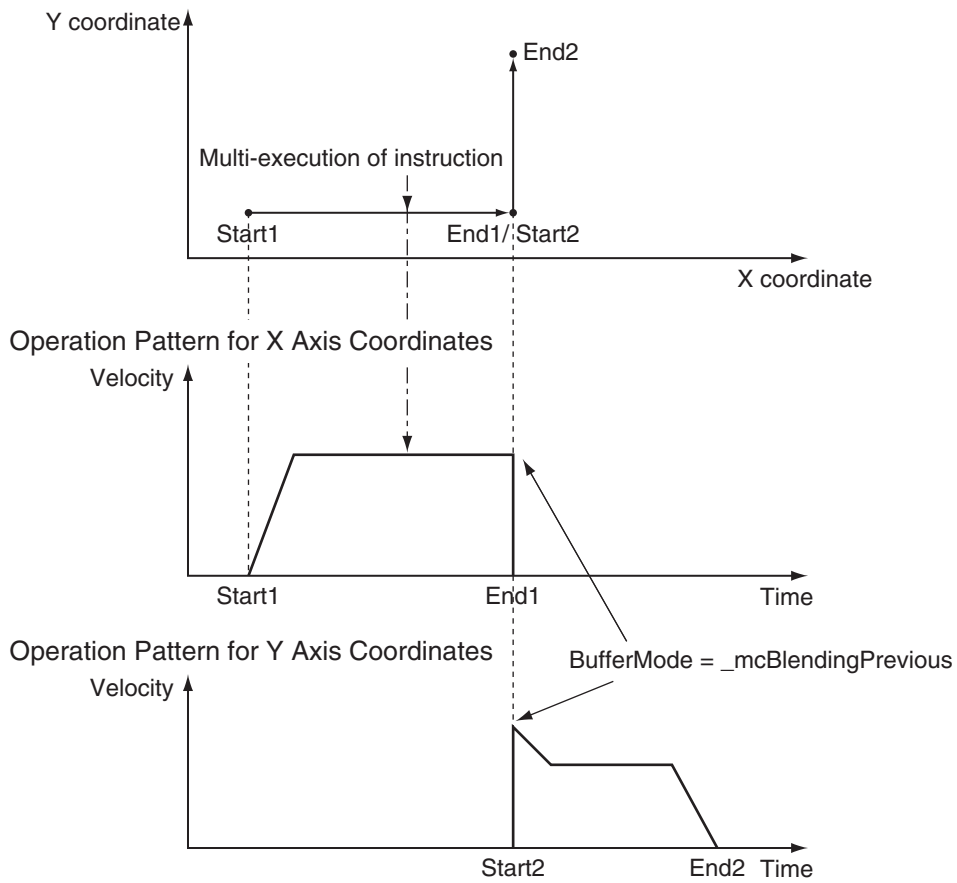 Y coordinate
End2
Multi-execution of instruction
Start1
End1/ Start2
X coordinate
Operation Pattern for X Axis Coordinates
Velocity
Start1
End1
Time
Operation Pattern for Y Axis Coordinates
BufferMode = _mcBlendingPrevious
Velocity
Start2
End2
Time